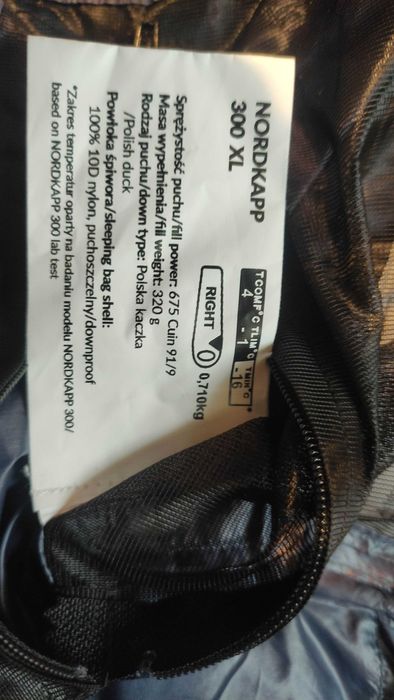 NORDKAPP
300 XL
T COMF°C TLIM°C TMIN°C*
4 -1 -16
RIGHT 0,710kg
Sprężystość puchu/fill power: 675 Cuin 91/9
Masa wypełnienia/fill weight: 320 g
Rodzaj puchu/down type: Polska kaczka
/Polish duck
Powłoka śpiwora/sleeping bag shell:
100% 10D nylon, puchoszczelny/downproof
*Zakres temperatur oparty na badaniu modelu NORDKAPP 300/
based on NORDKAPP 300 lab test